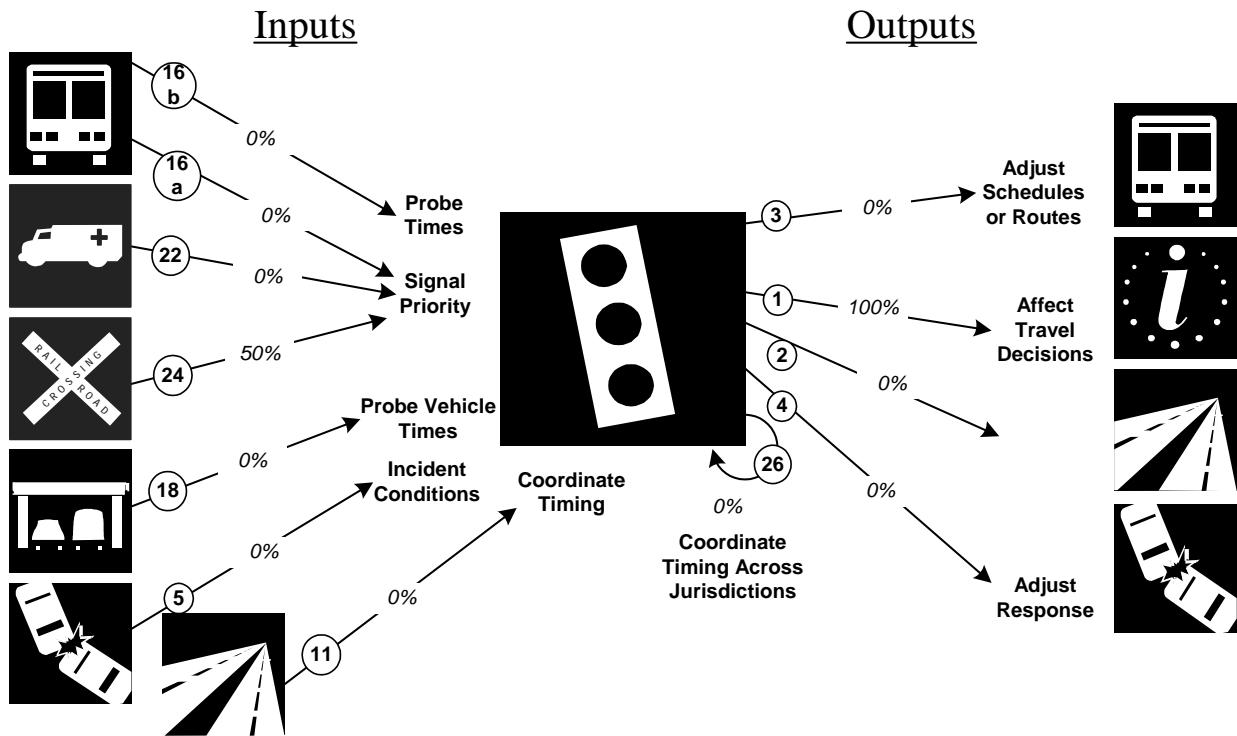 Inputs
Outputs
16
b
0%
16
a
0%
Probe
Times
22
0%
Signal
Priority
RAIL ROAD
CROSSING
24
50%
Probe Vehicle
Times
18
0%
Incident
Conditions
5
0%
Coordinate
Timing
11
0%
3
0%
Adjust
Schedules
or Routes
1
100%
Affect
Travel
Decisions
i
2
0%
4
0%
Adjust
Response
26
0%
Coordinate
Timing Across
Jurisdictions